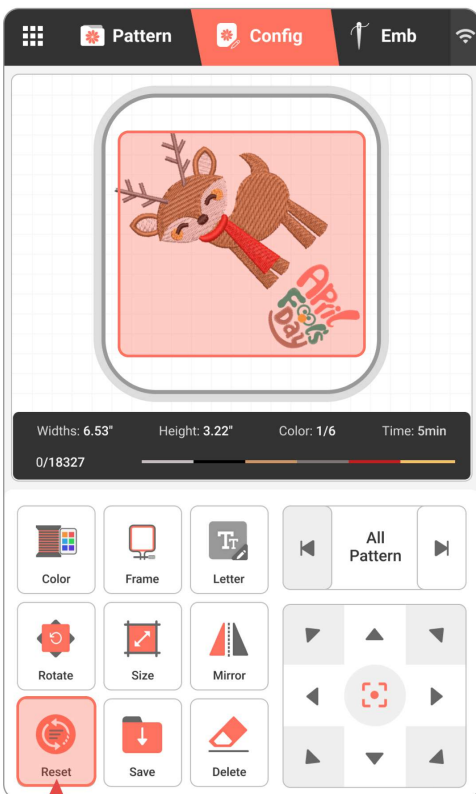 Pattern
Config
Emb
APril
FOOL'S
Day
Widths: 6.53" Height: 3.22" Color: 1/6 Time: 5min
0/18327
Color
Frame
Letter
All
Pattern
Rotate
Size
Mirror
Reset
Save
Delete